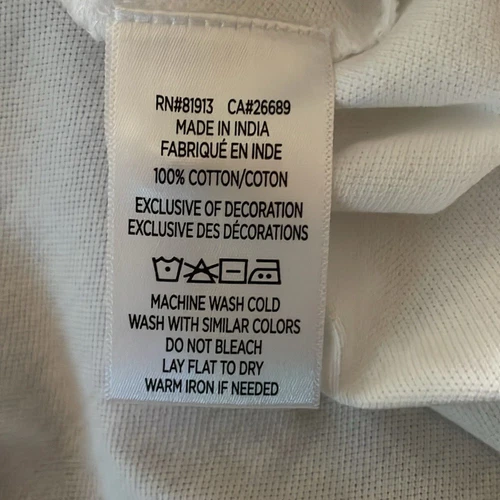 RN#81913 CA#26689
MADE IN INDIA
FABRIQUÉ EN INDE
100% COTTON/COTON
EXCLUSIVE OF DECORATION
EXCLUSIVE DES DÉCORATIONS
MACHINE WASH COLD
WASH WITH SIMILAR COLORS
DO NOT BLEACH
LAY FLAT TO DRY
WARM IRON IF NEEDED